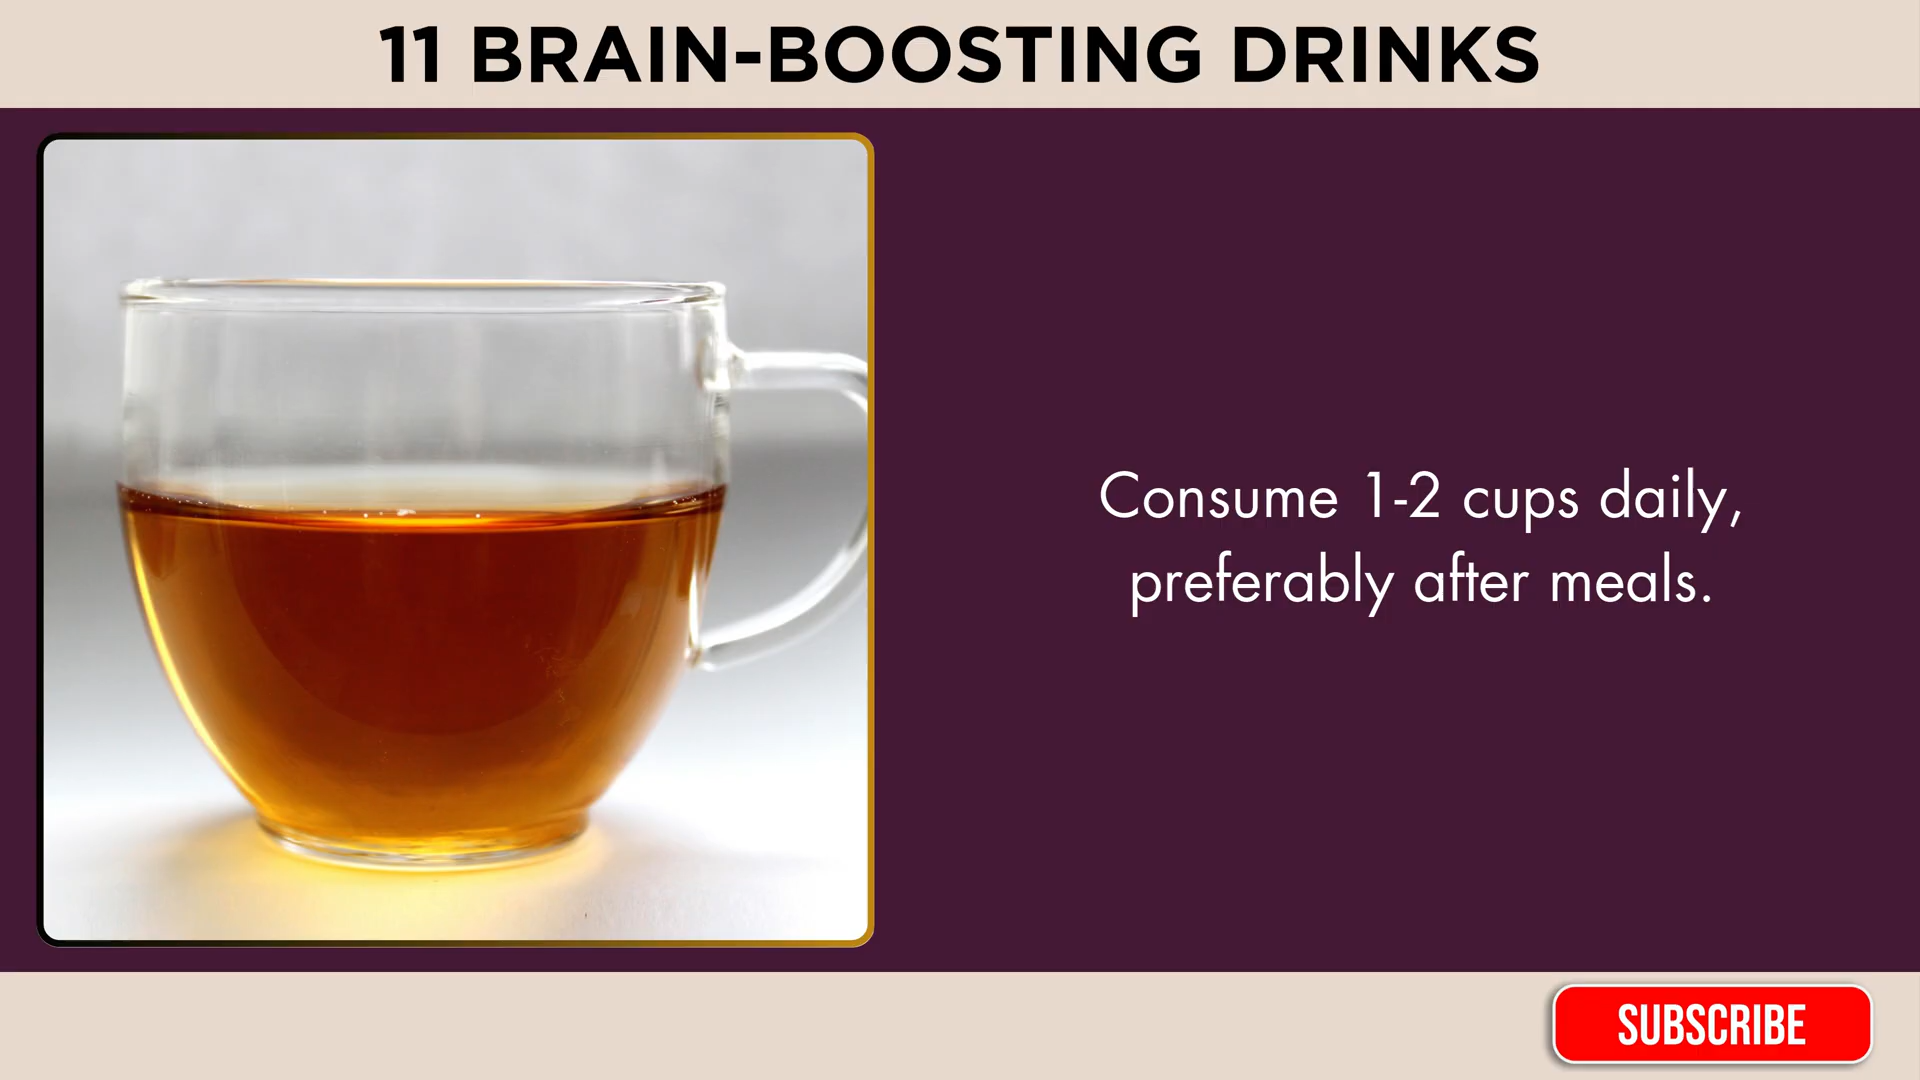 11 BRAIN-BOOSTING DRINKS
Consume 1-2 cups daily,
preferably after meals.
SUBSCRIBE